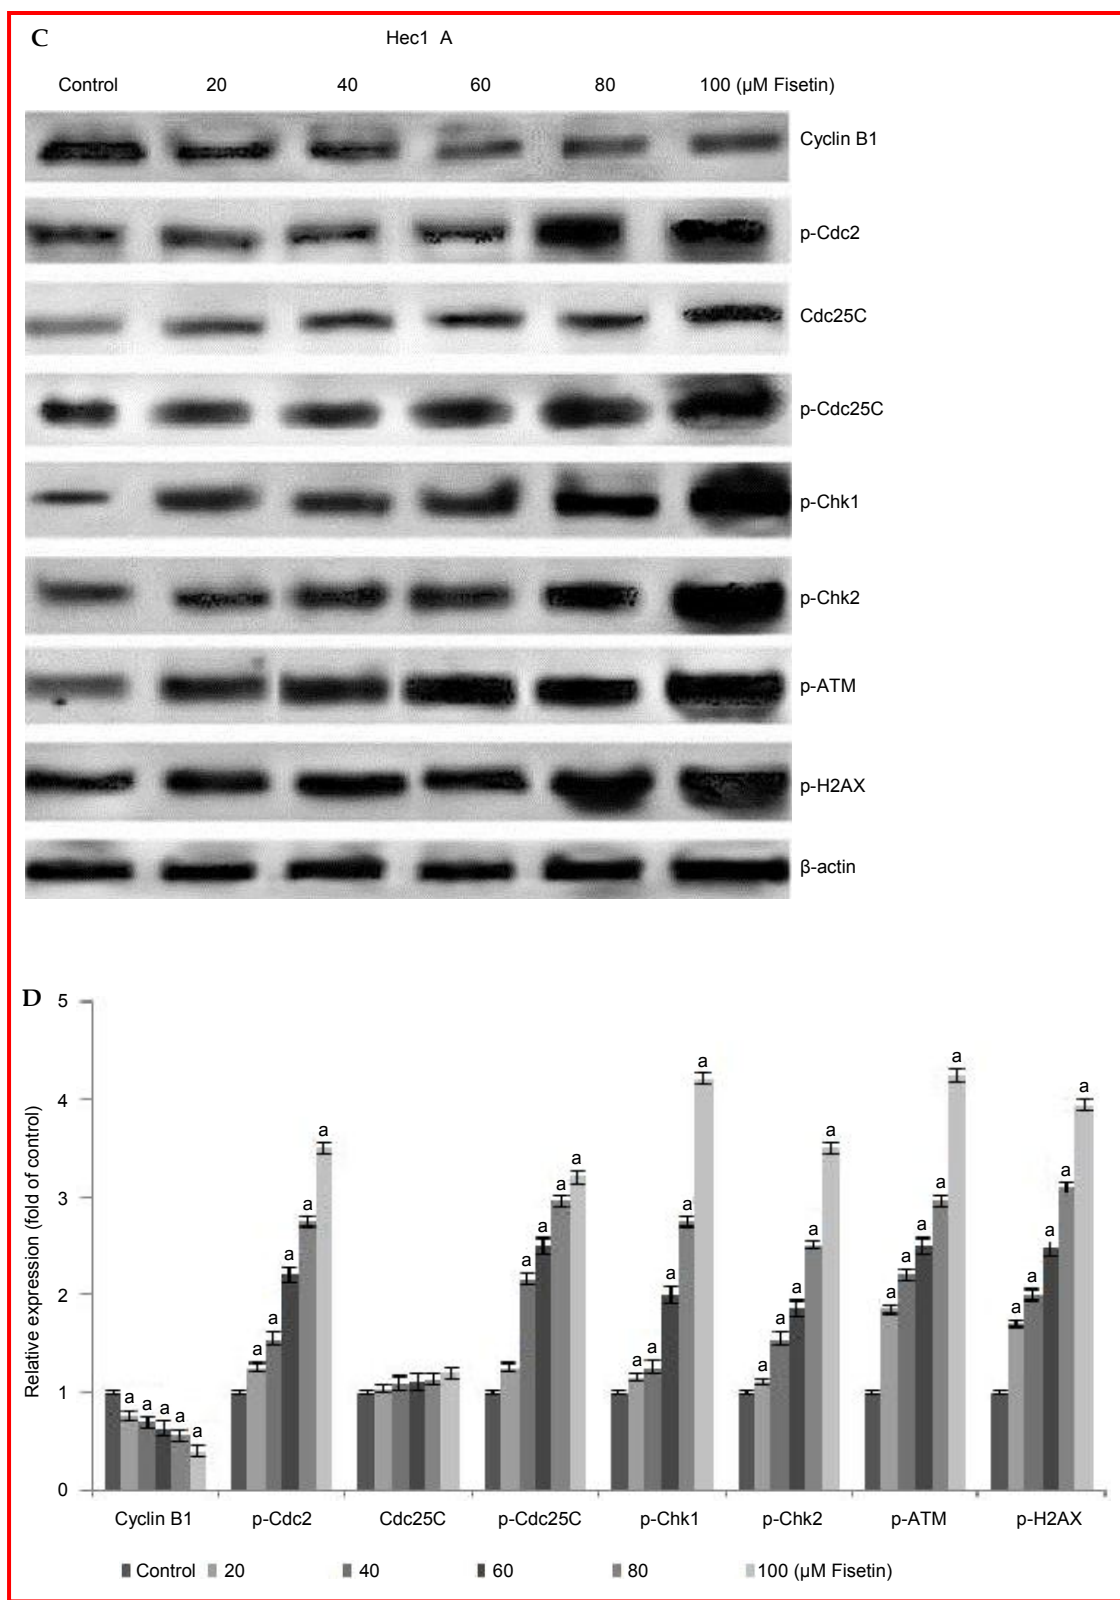 C
Hec1 A
Control 20 40 60 80 100 (μM Fisetin)
Cyclin B1
p-Cdc2
Cdc25C
p-Cdc25C
p-Chk1
p-Chk2
p-ATM
p-H2AX
β-actin
D
Relative expression (fold of control)
5
4
3
2
1
0
a a a a a
a a a a a
a a a a
a a a a a
a a a a a
a a a a a
a a a a a
Cyclin B1 p-Cdc2 Cdc25C p-Cdc25C p-Chk1 p-Chk2 p-ATM p-H2AX
Control 20 40 60 80 100 (μM Fisetin)